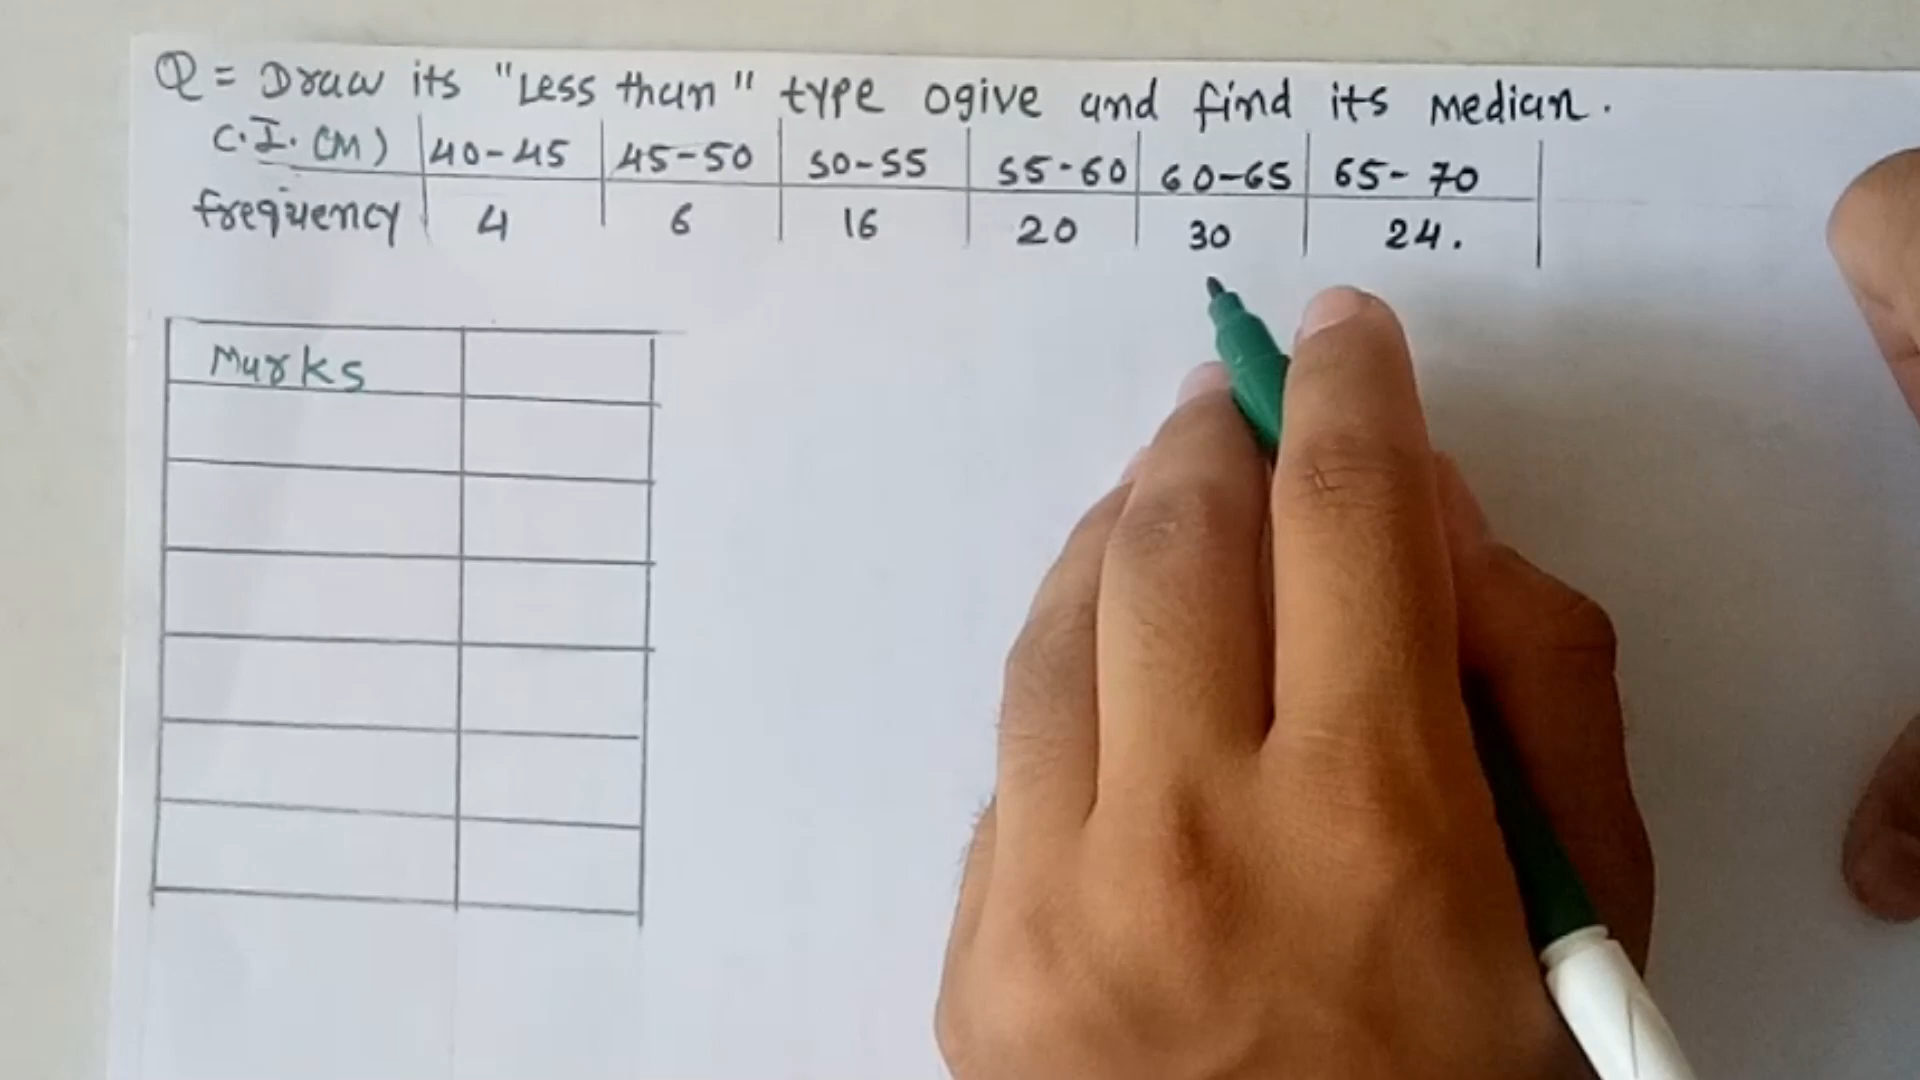 Q = Draw its "Less than" type ogive and find its median.
C.I. (M) 40-45 45-50 50-55 55-60 60-65 65-70
frequency 4 6 16 20 30 24.
Marks